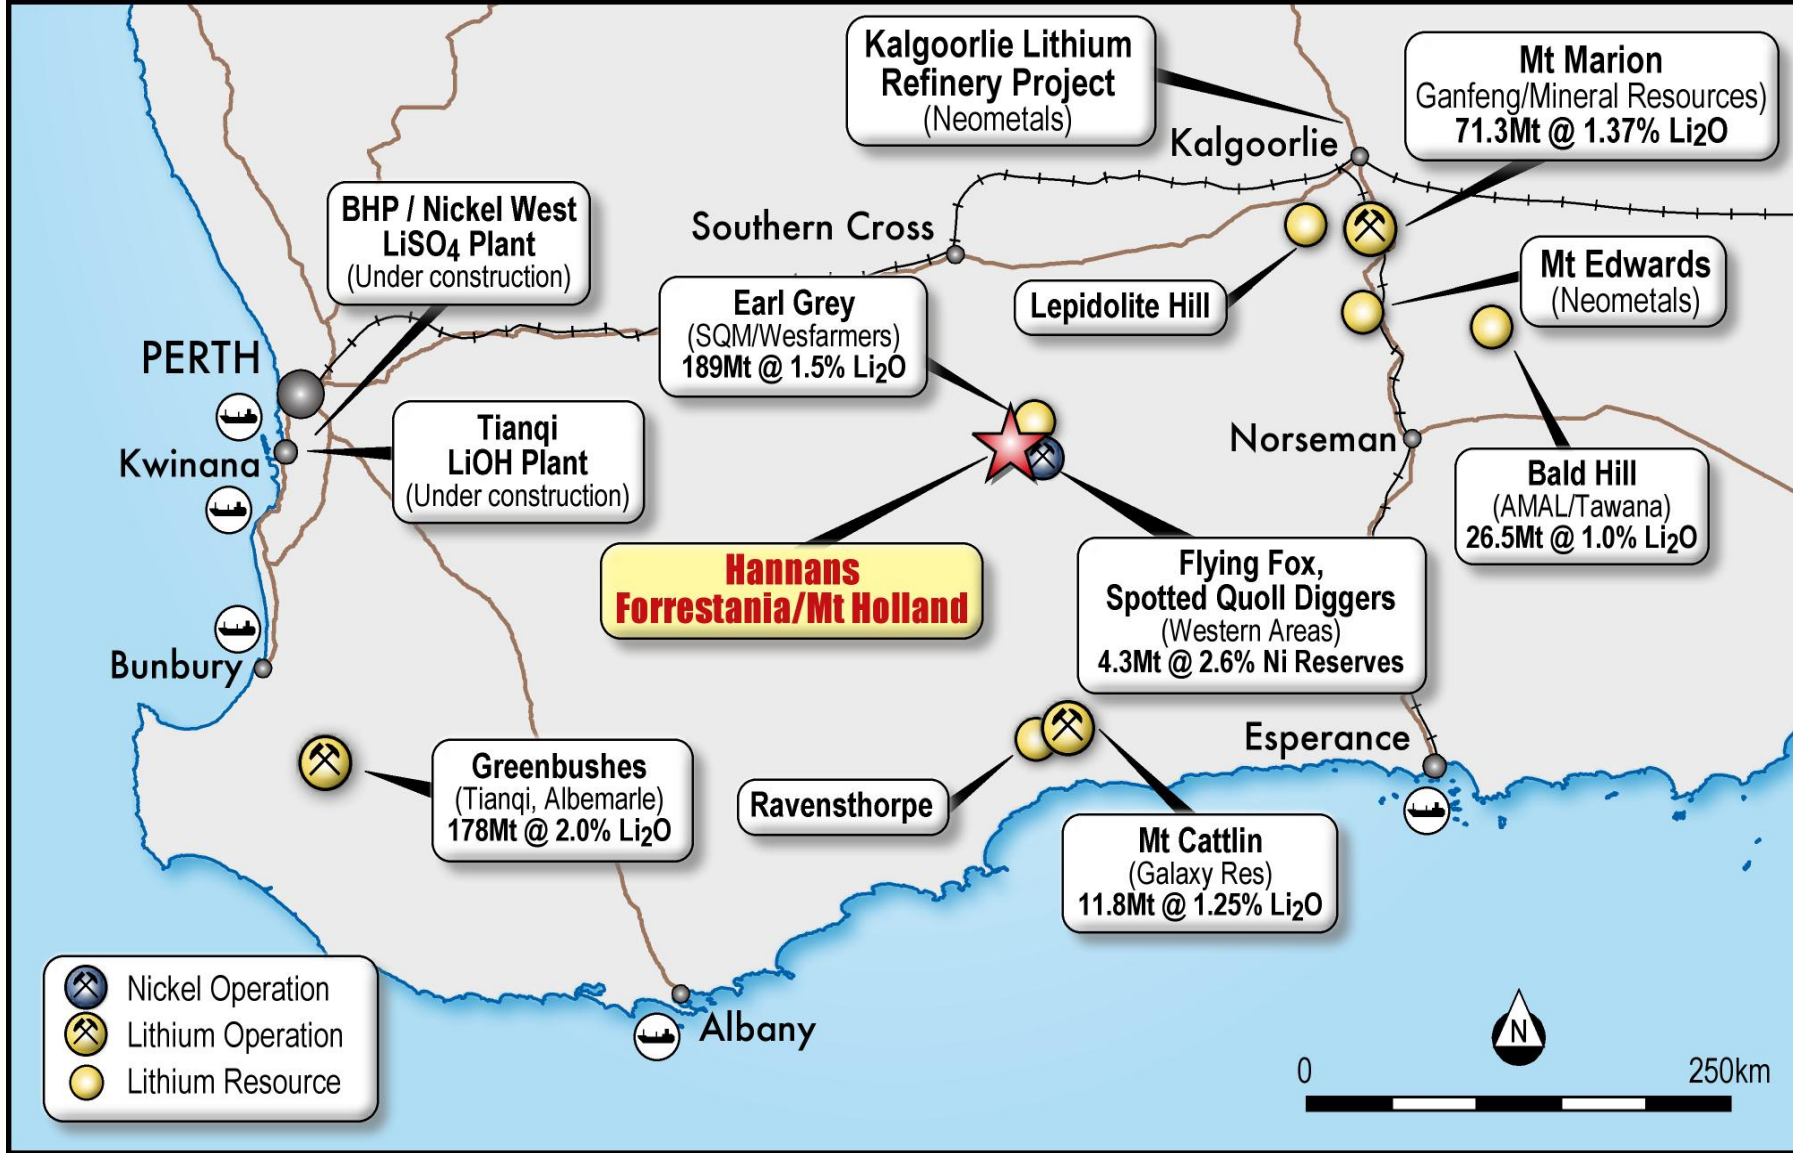 Kalgoorlie Lithium
Refinery Project
(Neometals)
Mt Marion
Ganfeng/Mineral Resources)
71.3Mt @ 1.37% Li2O
Kalgoorlie
BHP / Nickel West
LiSO4 Plant
(Under construction)
Southern Cross
Earl Grey
(SQM/Wesfarmers)
189Mt @ 1.5% Li2O
Lepidolite Hill
Mt Edwards
(Neometals)
PERTH
Kwinana
Tianqi
LiOH Plant
(Under construction)
Norseman
Bald Hill
(AMAL/Tawana)
26.5Mt @ 1.0% Li2O
Hannans
Forrestania/Mt Holland
Flying Fox,
Spotted Quoll Diggers
(Western Areas)
4.3Mt @ 2.6% Ni Reserves
Bunbury
Greenbushes
(Tianqi, Albemarle)
178Mt @ 2.0% Li2O
Ravensthorpe
Esperance
Mt Cattlin
(Galaxy Res)
11.8Mt @ 1.25% Li2O
Albany
Nickel Operation
Lithium Operation
Lithium Resource
N
0 250km